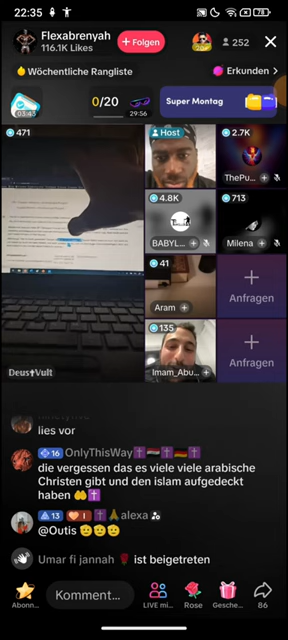 22:35
78
Flexabrenyah
116.1K Likes
+ Folgen
252
Wöchentliche Rangliste
Erkunden >
03:43
0/20
29:56
Super Montag
471
Host
2.7K
ThePu...
4.8K
BABYL...
713
Milena
41
Aram
Anfragen
135
Imam_Abu...
Anfragen
Deus✝Vult
lies vor
16 OnlyThisWay
die vergessen das es viele viele arabische
Christen gibt und den islam aufgedeckt
haben
13 I alexa
@Outis
Umar fi jannah ist beigetreten
Abonn...
Komment...
LIVE mi...
Rose
Gesche...
86